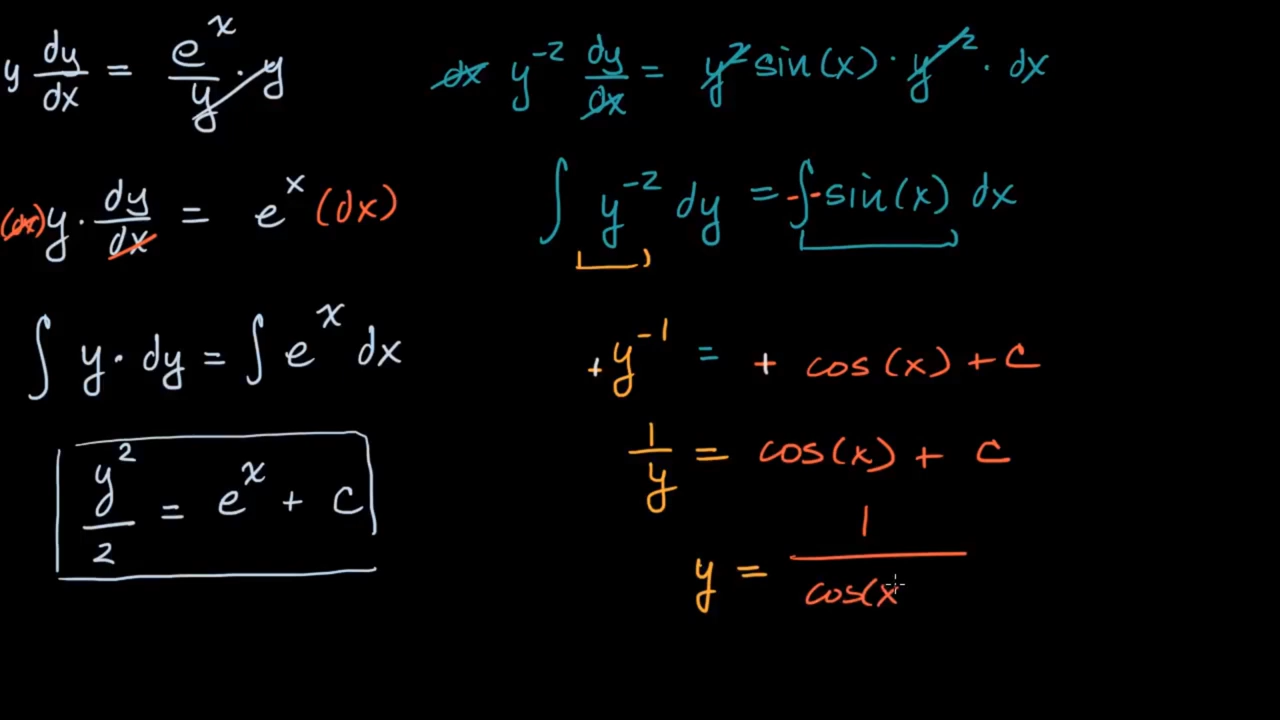 y dy/dx = e^x/y · y
(dx) y · dy/dx = e^x (dx)
∫ y · dy = ∫ e^x dx
y^2/2 = e^x + c
dx y^-2 dy/dx = y^2 sin(x) · y^-2 · dx
∫ y^-2 dy = -∫ -sin(x) dx
+y^-1 = + cos(x) + c
1/y = cos(x) + c
y = 1/cos(x